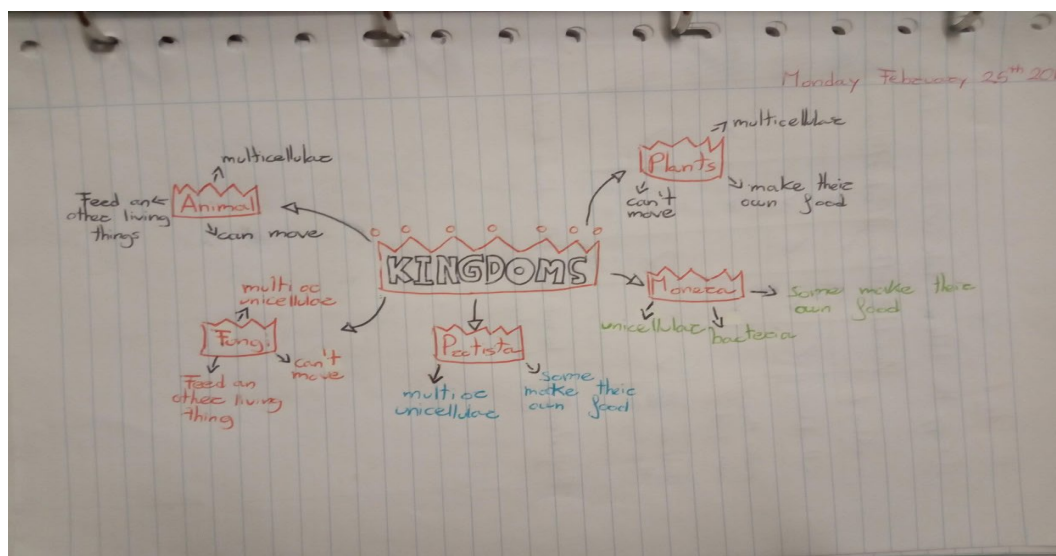 Monday February 25th
multicellular
Plants
can't
move
make their
own food
multicellular
Animal
Feed on
other living
things
can move
KINGDOMS
Monera
some make their
own food
unicellular
bacteria
multi or
unicellular
Fungi
can't
move
Feed on
other living
thing
Protista
multi or
unicellular
some
make their
own food